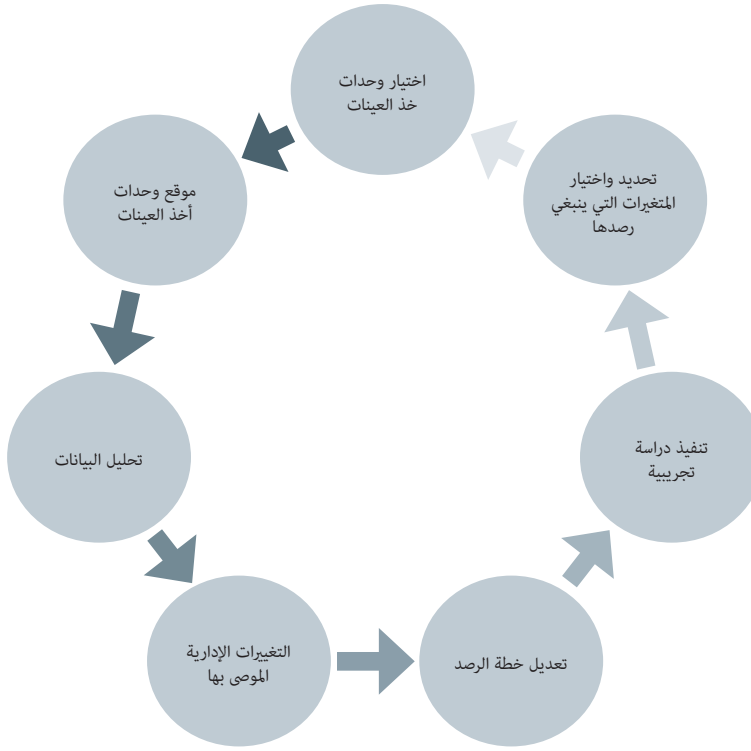 اختيار وحدات
خذ العينات
موقع وحدات
أخذ العينات
تحليل البيانات
التغييرات الإدارية
الموصى بها
تعديل خطة الرصد
تنفيذ دراسة
تجريبية
تحديد واختيار
المتغيرات التي ينبغي
رصدها